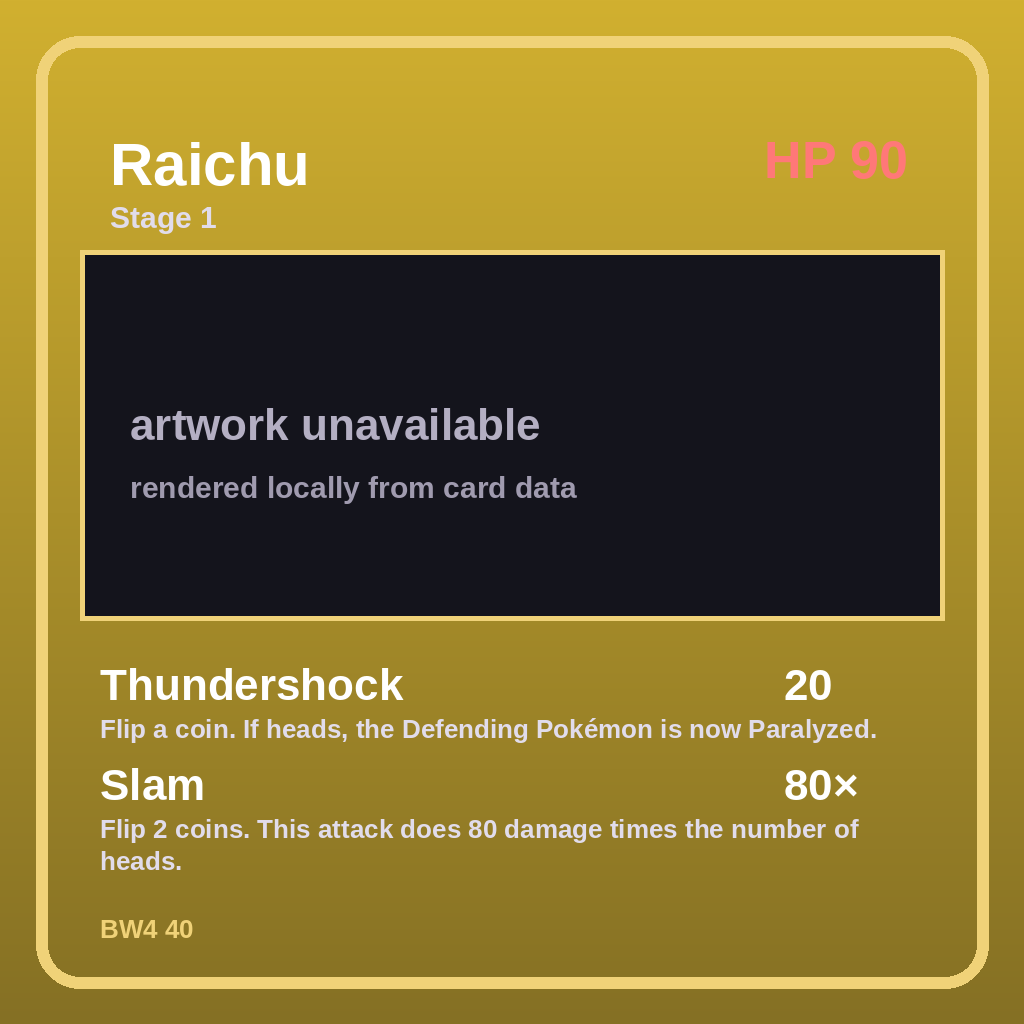 Raichu
HP 90
Stage 1
artwork unavailable
rendered locally from card data
Thundershock 20
Flip a coin. If heads, the Defending Pokémon is now Paralyzed.
Slam 80×
Flip 2 coins. This attack does 80 damage times the number of
heads.
BW4 40